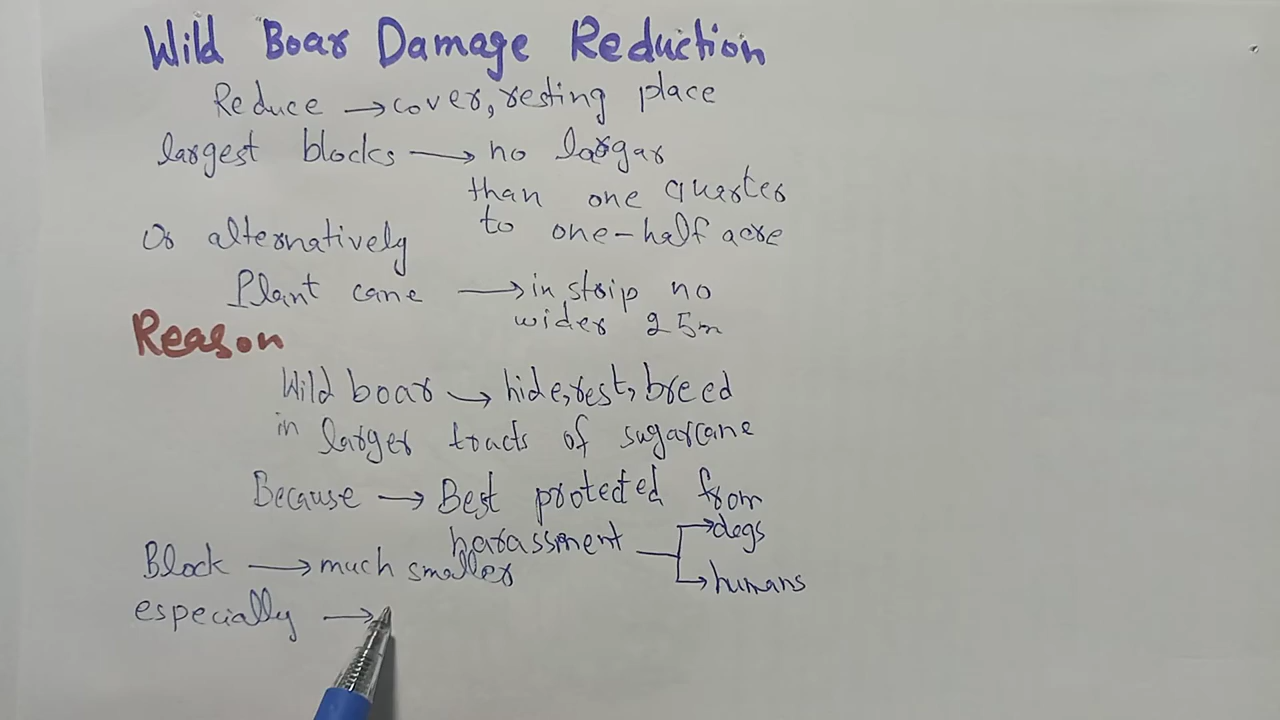 Wild Boar Damage Reduction
Reduce → cover, resting place
largest blocks → no largar
than one quarter
to one-half acre
Or alternatively
Plant cane → in strip no
wider 25m
Reason
Wild boar → hide, rest, breed
in larger tracts of sugarcane
Because → Best protected from
harassment → dogs
→ humans
Block → much smaller
especially →